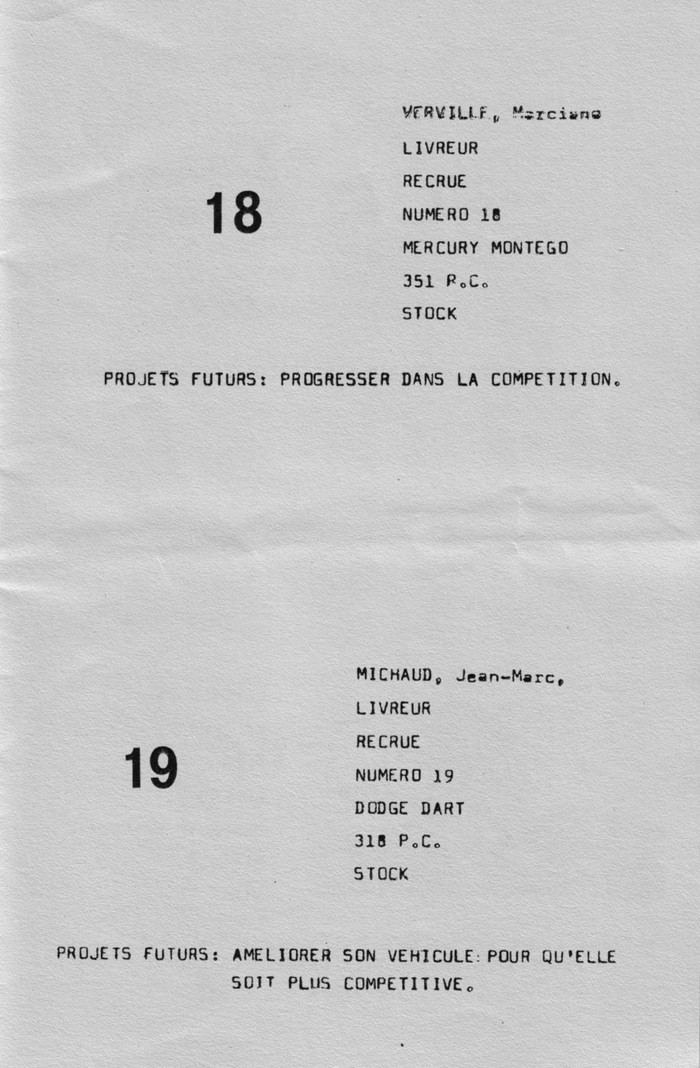 18
VERVILLE, Marciano
LIVREUR
RECRUE
NUMERO 18
MERCURY MONTEGO
351 P.C.
STOCK
PROJETS FUTURS: PROGRESSER DANS LA COMPETITION.
19
MICHAUD, Jean-Marc,
LIVREUR
RECRUE
NUMERO 19
DODGE DART
318 P.C.
STOCK
PROJETS FUTURS: AMELIORER SON VEHICULE: POUR QU'ELLE
SOIT PLUS COMPETITIVE.